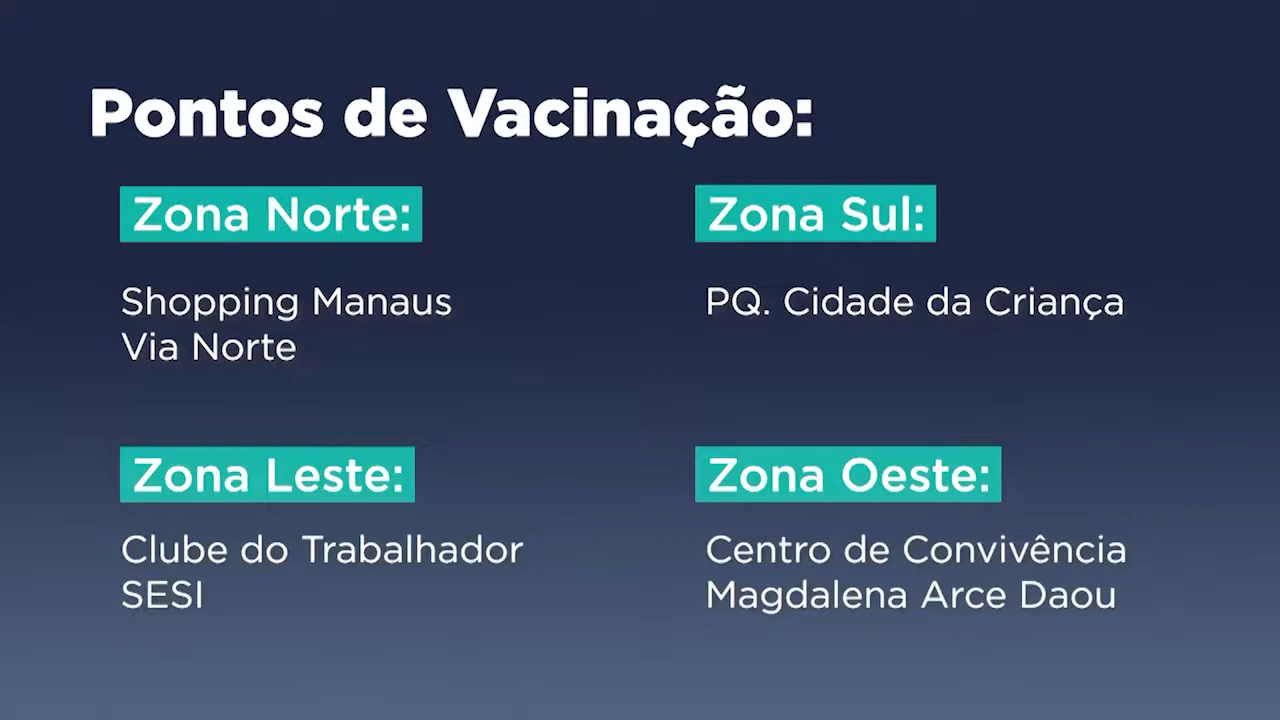 Pontos de Vacinação:
Zona Norte:
Shopping Manaus
Via Norte
Zona Sul:
PQ. Cidade da Criança
Zona Leste:
Clube do Trabalhador
SESI
Zona Oeste:
Centro de Convivência
Magdalena Arce Daou